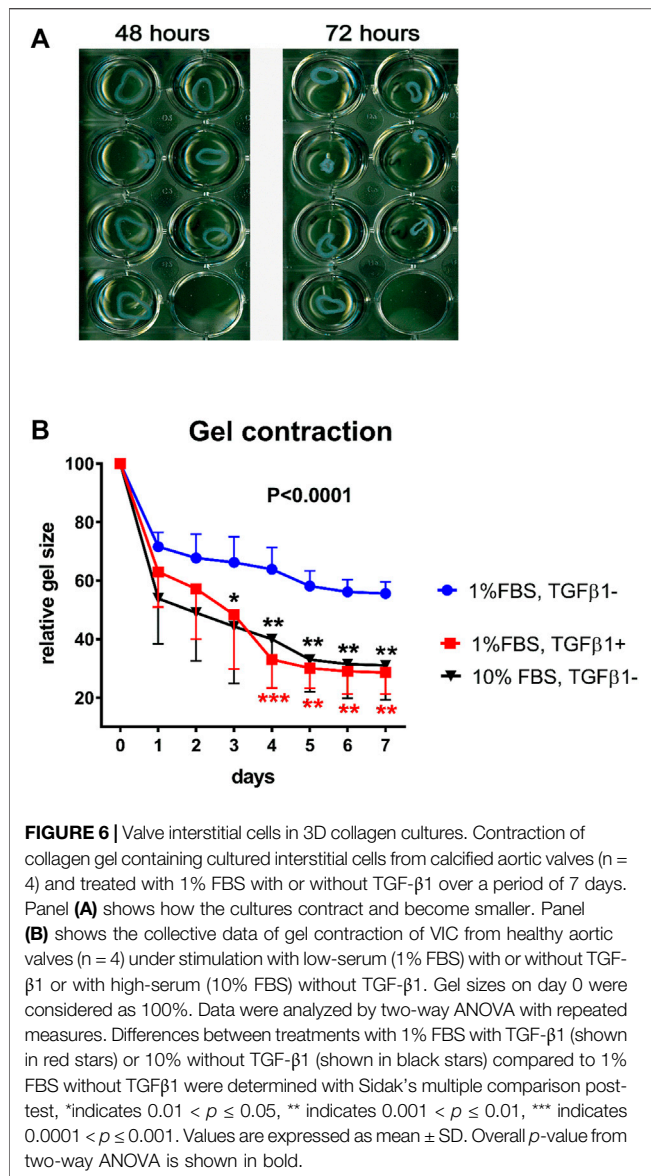 A
48 hours
72 hours
B
Gel contraction
P<0.0001
relative gel size
100
80
60
40
20
*
**
**
**
**
***
**
**
**
0 1 2 3 4 5 6 7
days
1%FBS, TGFβ1-
1%FBS, TGFβ1+
10% FBS, TGFβ1-
FIGURE 6 | Valve interstitial cells in 3D collagen cultures. Contraction of
collagen gel containing cultured interstitial cells from calcified aortic valves (n =
4) and treated with 1% FBS with or without TGF-β1 over a period of 7 days.
Panel (A) shows how the cultures contract and become smaller. Panel
(B) shows the collective data of gel contraction of VIC from healthy aortic
valves (n = 4) under stimulation with low-serum (1% FBS) with or without TGF-
β1 or with high-serum (10% FBS) without TGF-β1. Gel sizes on day 0 were
considered as 100%. Data were analyzed by two-way ANOVA with repeated
measures. Differences between treatments with 1% FBS with TGF-β1 (shown
in red stars) or 10% without TGF-β1 (shown in black stars) compared to 1%
FBS without TGFβ1 were determined with Sidak's multiple comparison post-
test, *indicates 0.01 < p ≤ 0.05, ** indicates 0.001 < p ≤ 0.01, *** indicates
0.0001 < p ≤ 0.001. Values are expressed as mean ± SD. Overall p-value from
two-way ANOVA is shown in bold.